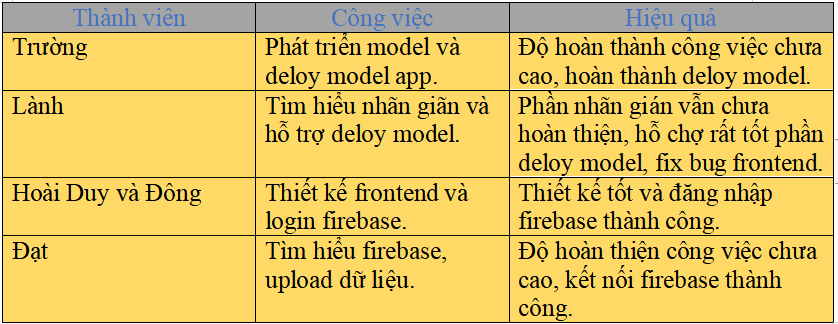 Thành viên
Công việc
Hiệu quả
Trường
Phát triển model và
deloy model app.
Độ hoàn thành công việc chưa
cao, hoàn thành deloy model.
Lành
Tìm hiểu nhãn giãn và
hỗ trợ deloy model.
Phần nhãn gián vẫn chưa
hoàn thiện, hỗ chợ rất tốt phần
deloy model, fix bug frontend.
Hoài Duy và Đông
Thiết kế frontend và
login firebase.
Thiết kế tốt và đăng nhập
firebase thành công.
Đạt
Tìm hiểu firebase,
upload dữ liệu.
Độ hoàn thiện công việc chưa
cao, kết nối firebase thành
công.